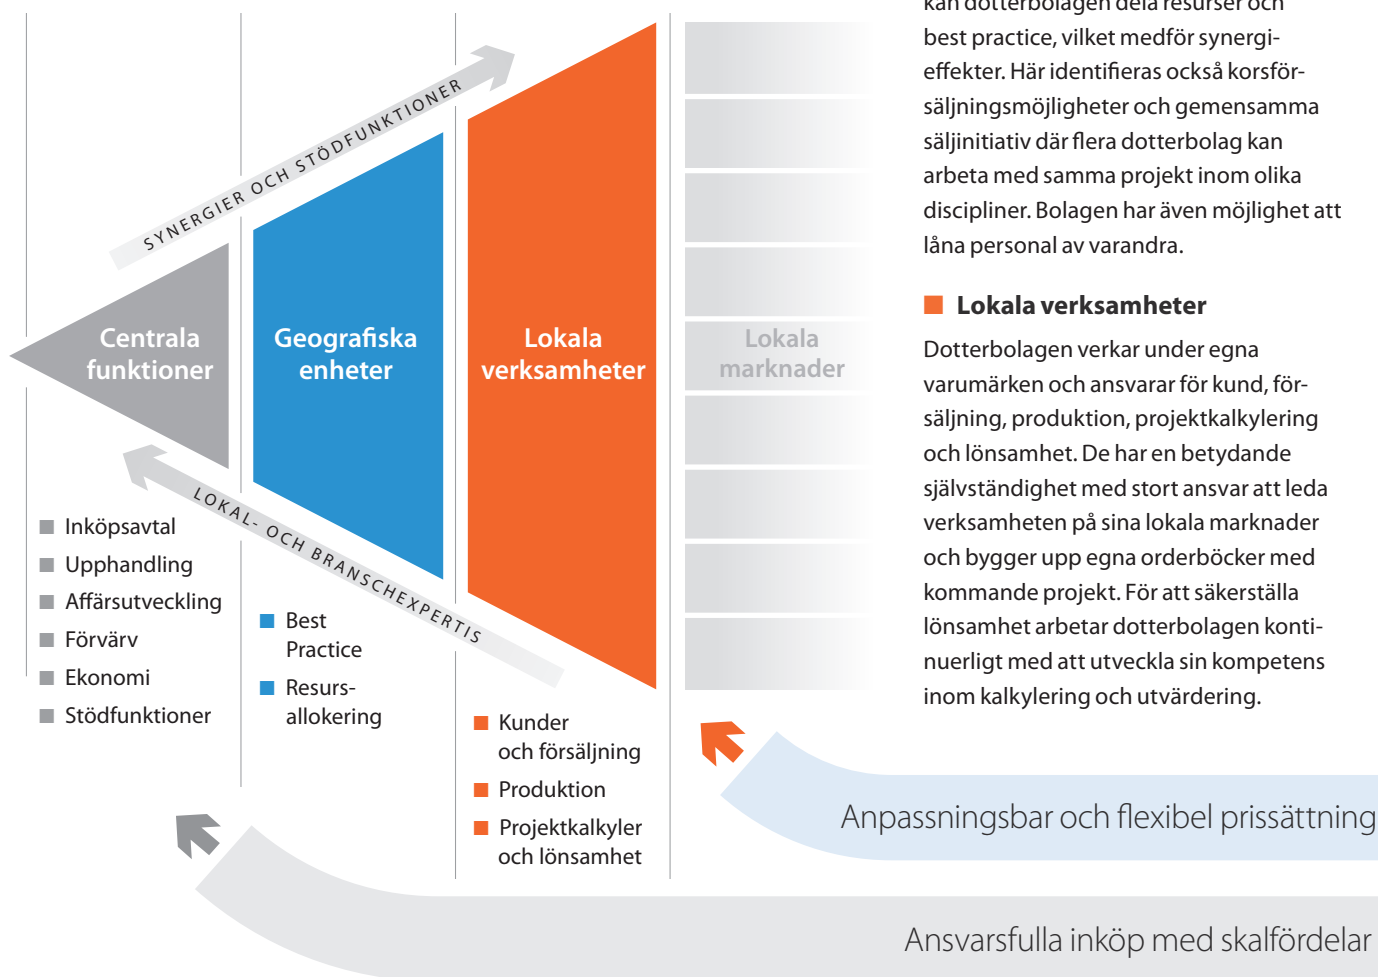 SYNERGIER OCH STÖDFUNKTIONER
Centrala
funktioner
Geografiska
enheter
Lokala
verksamheter
Lokala
marknader
LOKAL- OCH BRANSCHEXPERTIS
Inköpsavtal
Upphandling
Affärsutveckling
Förvärv
Ekonomi
Stödfunktioner
Best
Practice
Resurs-
allokering
Kunder
och försäljning
Produktion
Projektkalkyler
och lönsamhet
kan dotterbolagen dela resurser och
best practice, vilket medför synergi-
effekter. Här identifieras också korsför-
säljningsmöjligheter och gemensamma
säljinitiativ där flera dotterbolag kan
arbeta med samma projekt inom olika
discipliner. Bolagen har även möjlighet att
låna personal av varandra.
Lokala verksamheter
Dotterbolagen verkar under egna
varumärken och ansvarar för kund, för-
säljning, produktion, projektkalkylering
och lönsamhet. De har en betydande
självständighet med stort ansvar att leda
verksamheten på sina lokala marknader
och bygger upp egna orderböcker med
kommande projekt. För att säkerställa
lönsamhet arbetar dotterbolagen konti-
nuerligt med att utveckla sin kompetens
inom kalkylering och utvärdering.
Anpassningsbar och flexibel prissättning
Ansvarsfulla inköp med skalfördelar